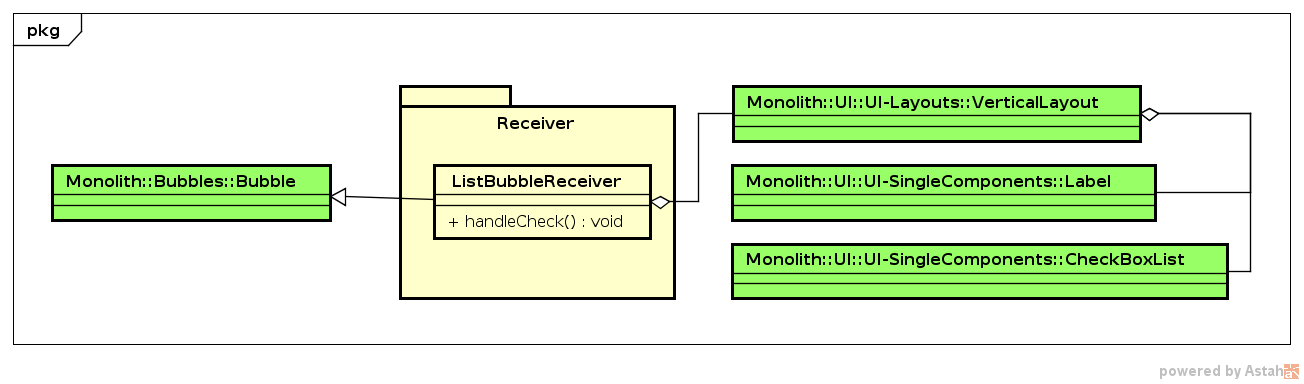 pkg
Monolith::UI::UI-Layouts::VerticalLayout
Receiver
Monolith::Bubbles::Bubble
ListBubbleReceiver
Monolith::UI::UI-SingleComponents::Label
+ handleCheck() : void
Monolith::UI::UI-SingleComponents::CheckBoxList
powered by Astah